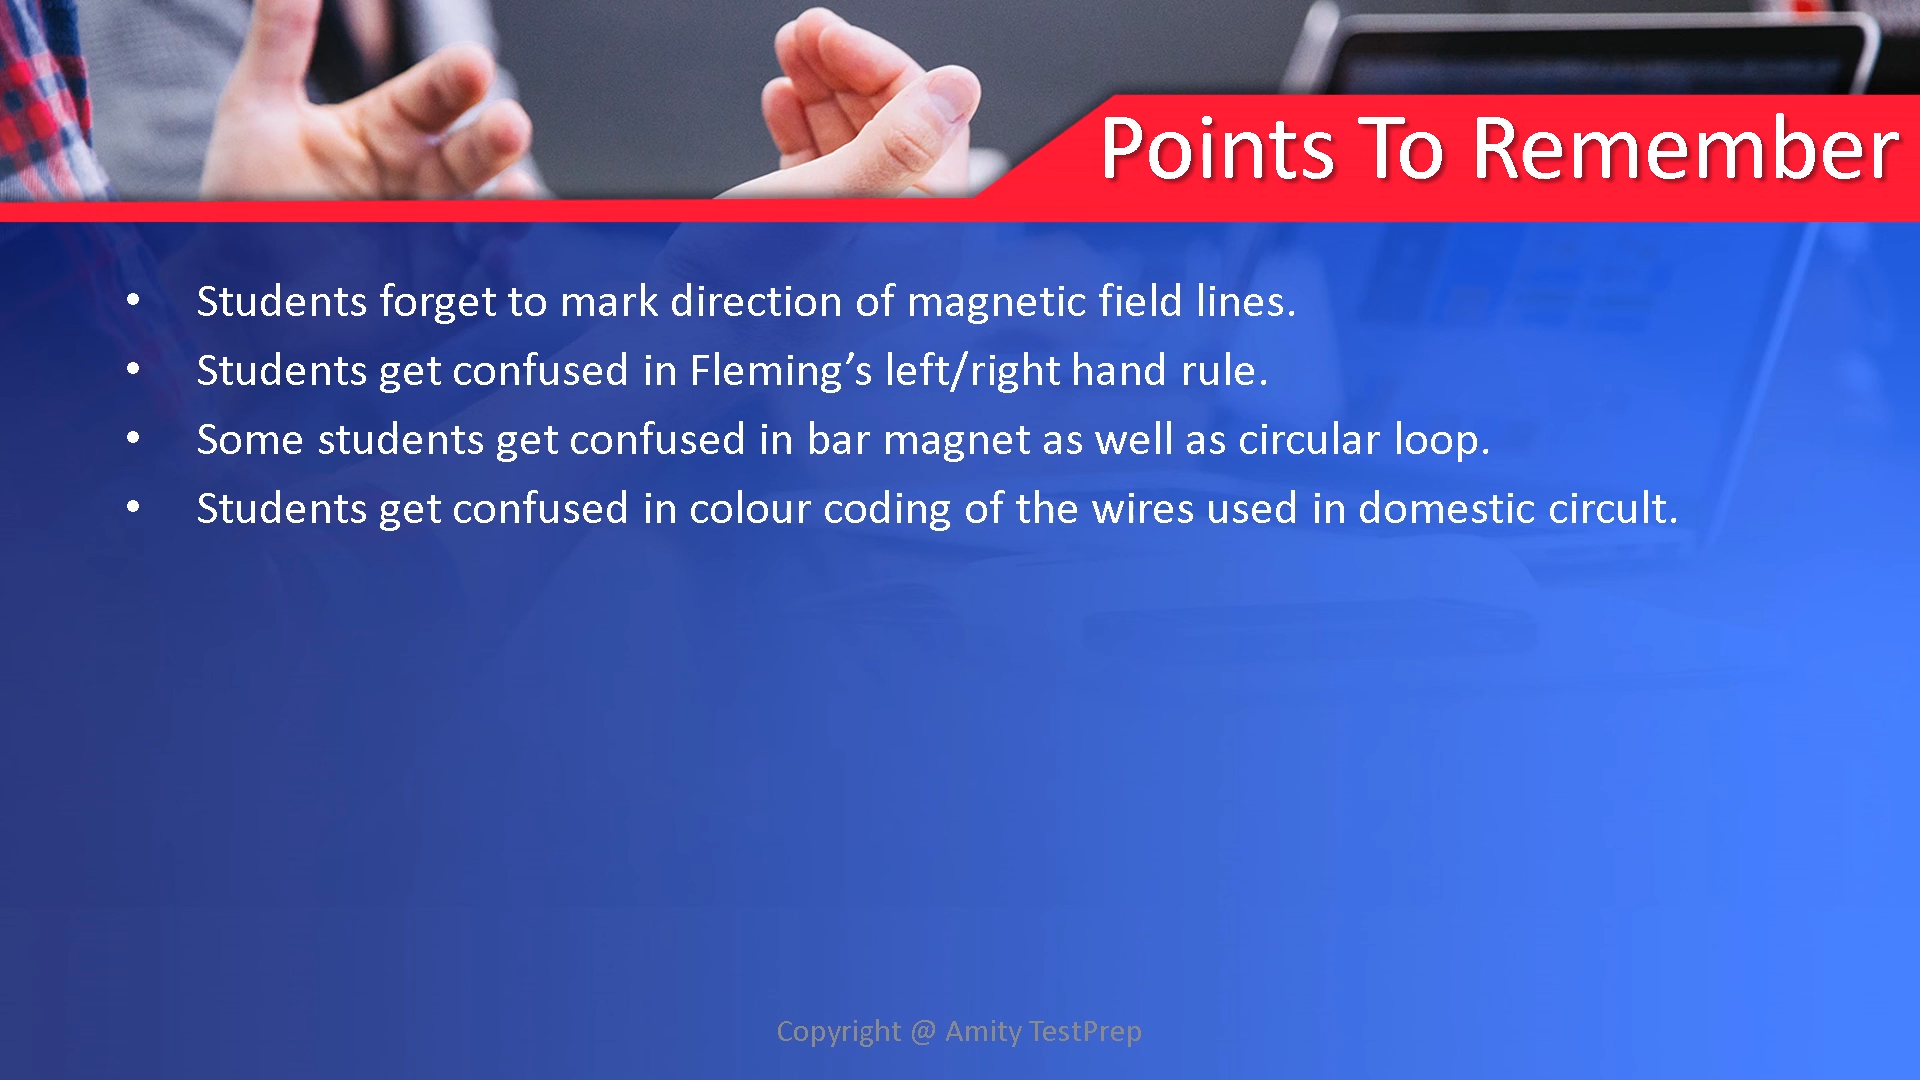 Points To Remember
• Students forget to mark direction of magnetic field lines.
• Students get confused in Fleming’s left/right hand rule.
• Some students get confused in bar magnet as well as circular loop.
• Students get confused in colour coding of the wires used in domestic circult.
Copyright @ Amity TestPrep